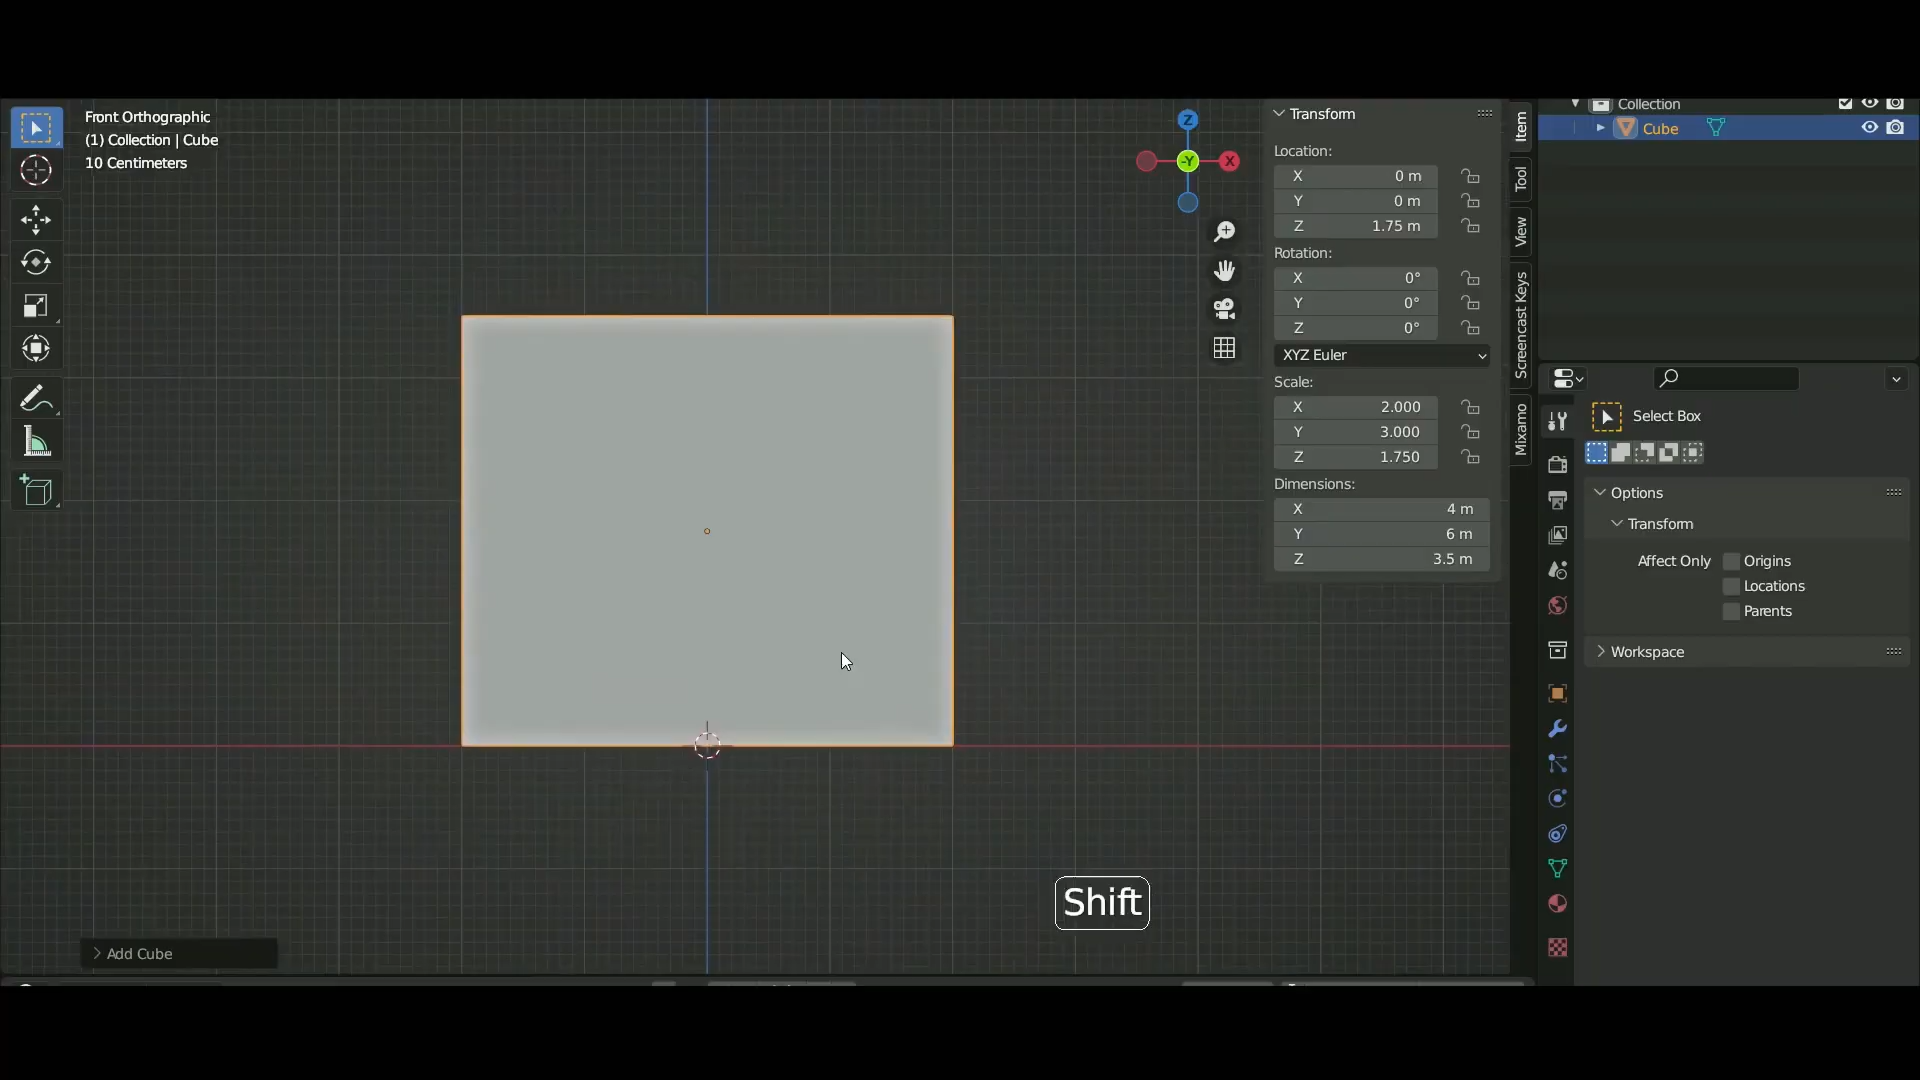 Front Orthographic
(1) Collection | Cube
10 Centimeters
Z
-Y
X
Transform
Location:
X 0 m
Y 0 m
Z 1.75 m
Rotation:
X 0°
Y 0°
Z 0°
XYZ Euler
Scale:
X 2.000
Y 3.000
Z 1.750
Dimensions:
X 4 m
Y 6 m
Z 3.5 m
Item
Tool
View
Screencast Keys
Mixamo
Collection
Cube
Select Box
Options
Transform
Affect Only Origins
Locations
Parents
Workspace
Shift
Add Cube